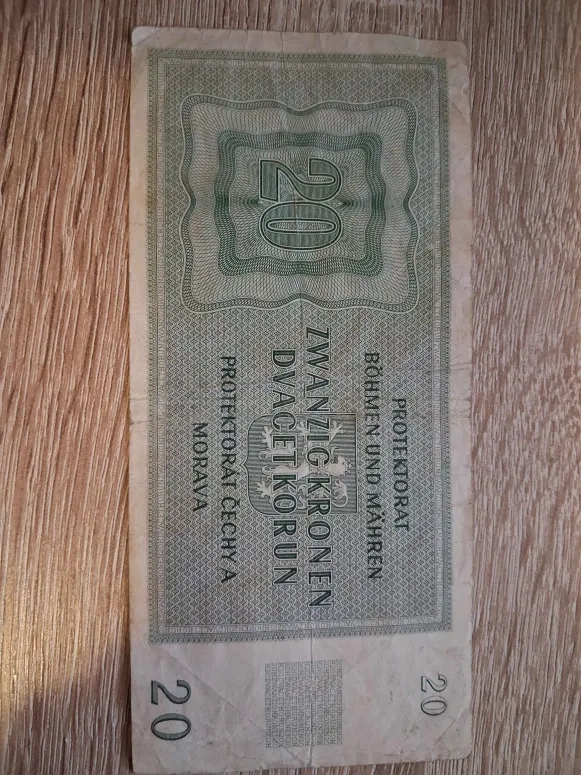 20
PROTEKTORAT
BÖHMEN UND MÄHREN
ZWANZIG KRONEN
DVACET KORUN
PROTEKTORÁT ČECHY A
MORAVA
20
20